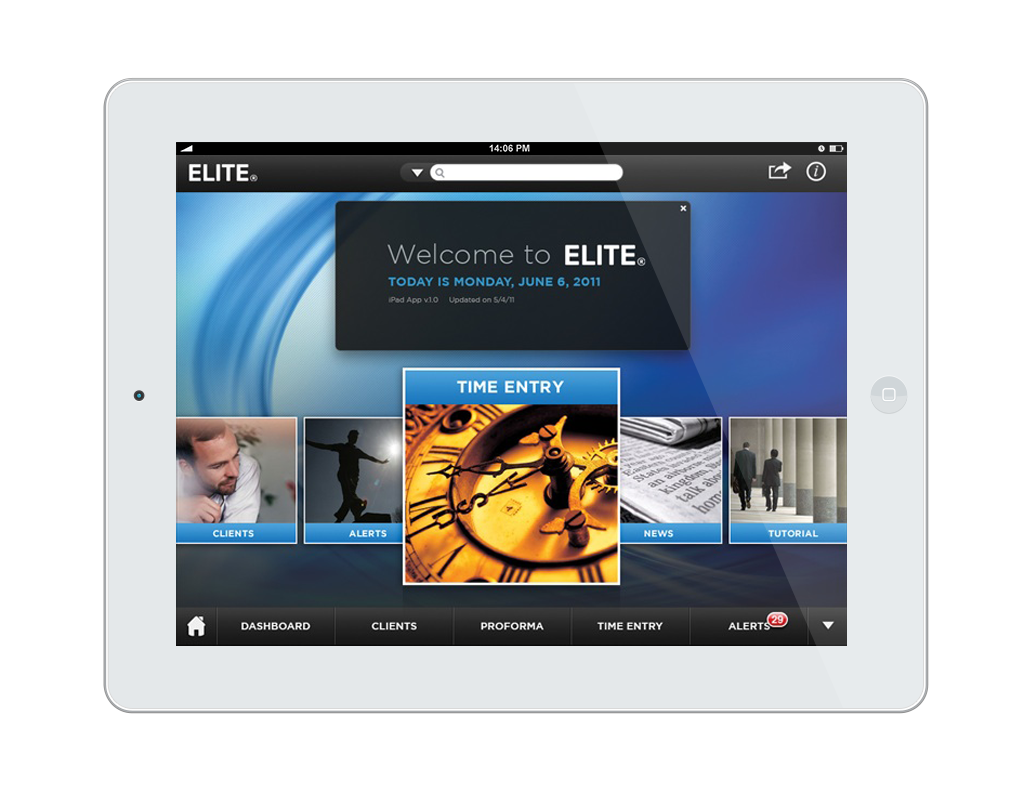 14:06 PM
ELITE®
i
×
Welcome to ELITE®
TODAY IS MONDAY, JUNE 6, 2011
iPad App v.1.0 Updated on 5/4/11
TIME ENTRY
CLIENTS
ALERTS
NEWS
TUTORIAL
DASHBOARD
CLIENTS
PROFORMA
TIME ENTRY
ALERTS
29